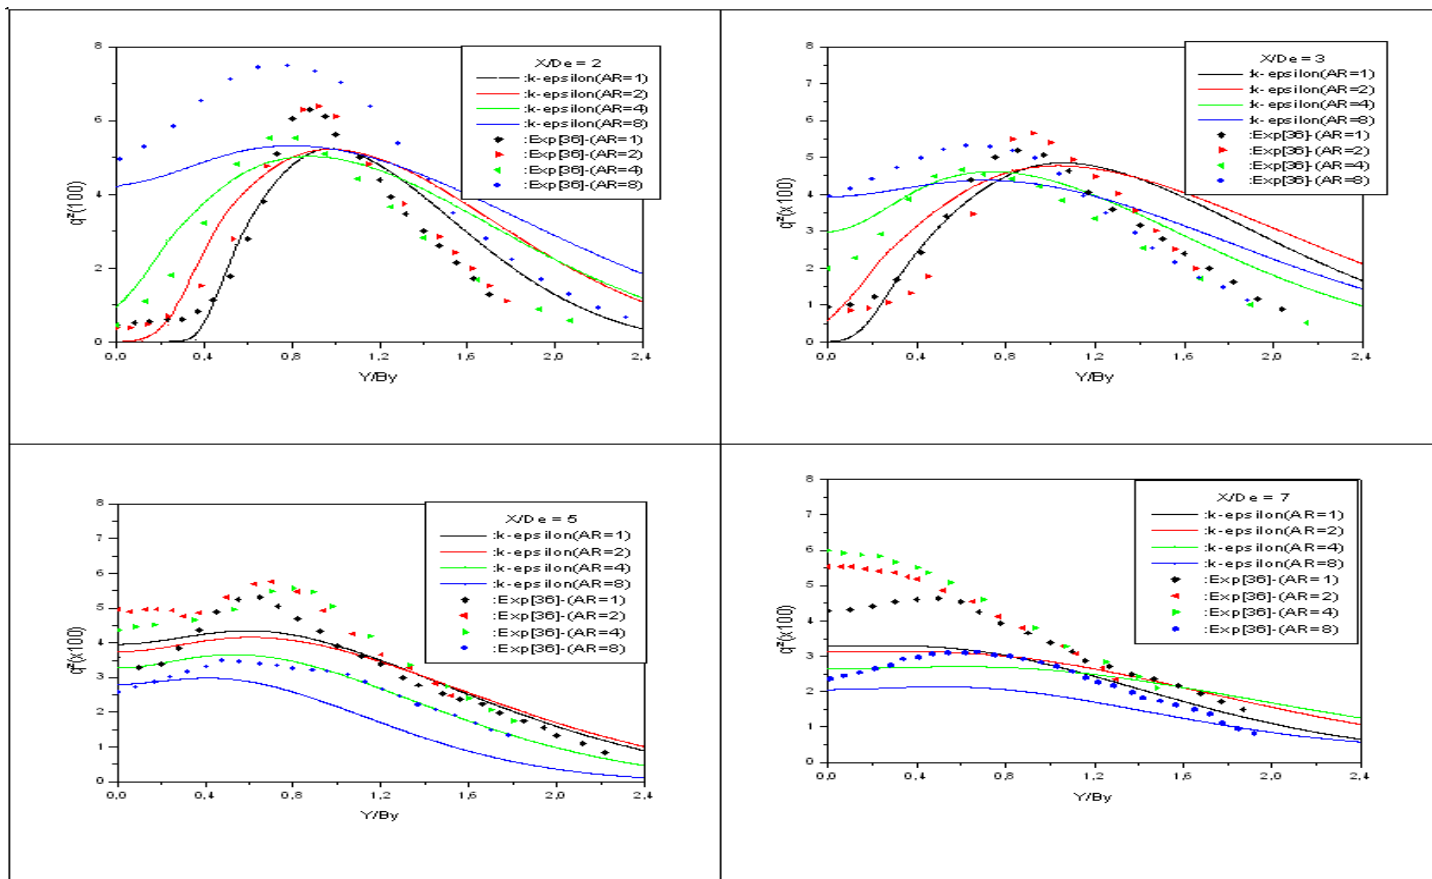 X/De = 2
:k-epsilon(AR=1)
:k-epsilon(AR=2)
:k-epsilon(AR=4)
:k-epsilon(AR=8)
:Exp[36]-(AR=1)
:Exp[36]-(AR=2)
:Exp[36]-(AR=4)
:Exp[36]-(AR=8)
8
6
4
2
0
q²(100)
0,0
0,4
0,8
1,2
1,6
2,0
2,4
Y/By
X/De = 3
:k-epsilon(AR=1)
:k-epsilon(AR=2)
:k-epsilon(AR=4)
:k-epsilon(AR=8)
:Exp[36]-(AR=1)
:Exp[36]-(AR=2)
:Exp[36]-(AR=4)
:Exp[36]-(AR=8)
8
7
6
5
4
3
2
1
0
q²(x100)
0,0
0,4
0,8
1,2
1,6
2,0
2,4
Y/By
X/De = 5
:k-epsilon(AR=1)
:k-epsilon(AR=2)
:k-epsilon(AR=4)
:k-epsilon(AR=8)
:Exp[36]-(AR=1)
:Exp[36]-(AR=2)
:Exp[36]-(AR=4)
:Exp[36]-(AR=8)
8
7
6
5
4
3
2
1
0
q²(x100)
0,0
0,4
0,8
1,2
1,6
2,0
2,4
Y/By
X/De = 7
:k-epsilon(AR=1)
:k-epsilon(AR=2)
:k-epsilon(AR=4)
:k-epsilon(AR=8)
:Exp[36]-(AR=1)
:Exp[36]-(AR=2)
:Exp[36]-(AR=4)
:Exp[36]-(AR=8)
8
7
6
5
4
3
2
1
0
q²(x100)
0,0
0,4
0,8
1,2
1,6
2,0
2,4
Y/By